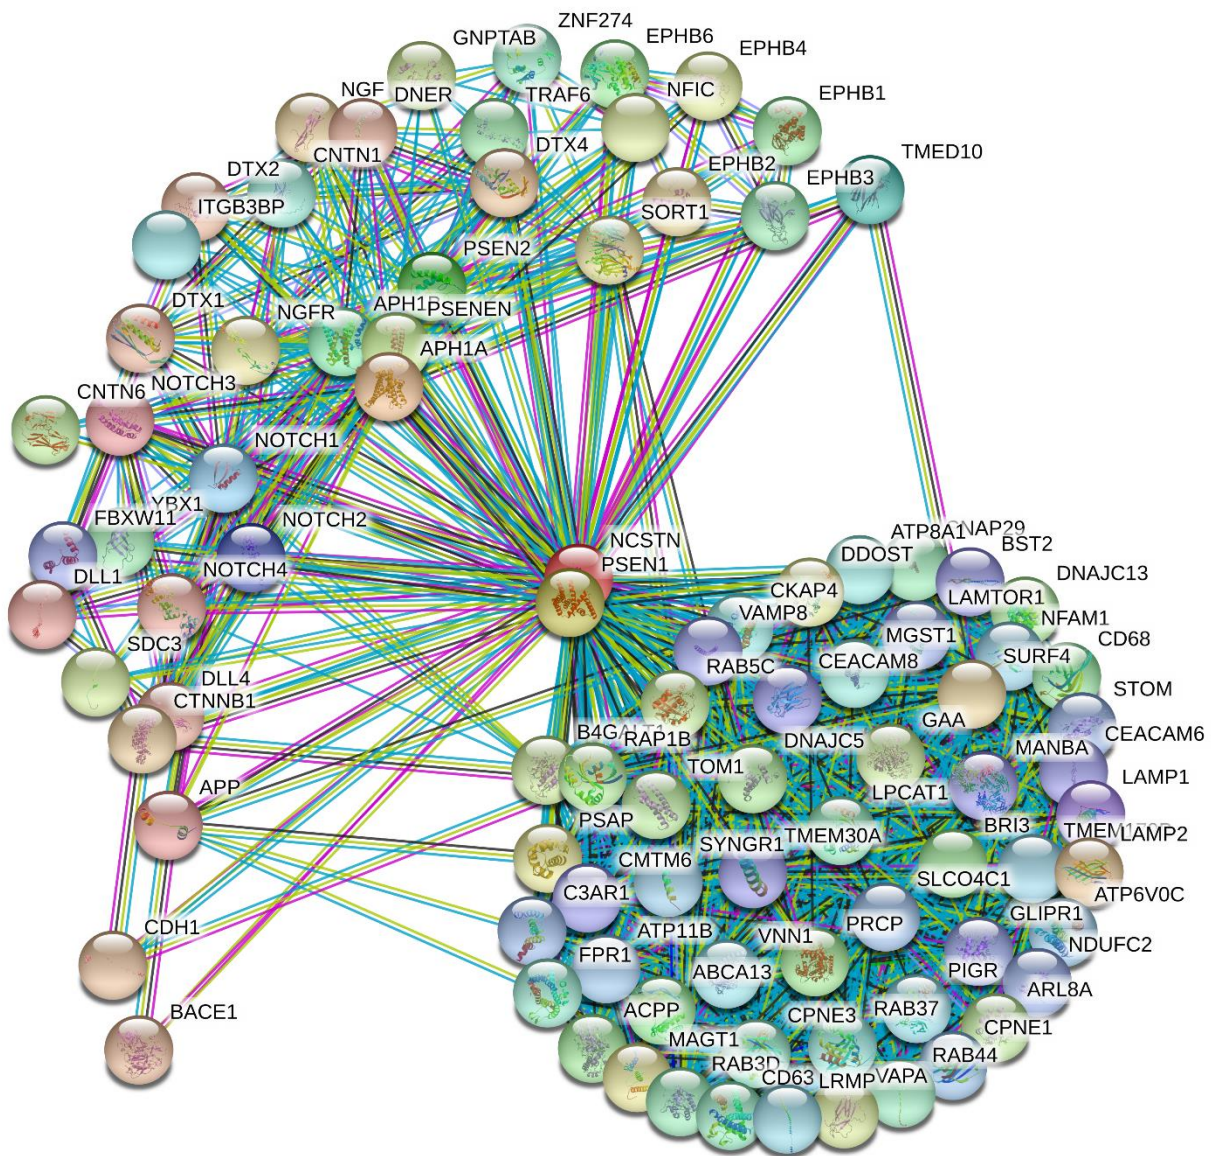 ZNF274
GNPTAB
EPHB6
EPHB4
NGF
DNER
TRAF6
NFIC
EPHB1
CNTN1
DTX4
TMED10
DTX2
EPHB2
EPHB3
ITGB3BP
SORT1
PSEN2
DTX1
NGFR
PSENEN
APH1A
CNTN6
NOTCH3
NOTCH1
YBX1
FBXW11
NOTCH2
NCSTN
PSEN1
DLL1
NOTCH4
ATP8A1
BST2
DDOST
DNAJC13
CKAP4
LAMTOR1
VAMP8
NFAM1
MGST1
CD68
SDC3
SURF4
RAB5C
CEACAM8
DLL4
STOM
CTNNB1
GAA
B4GALT1
RAP1B
CEACAM6
DNAJC5
MANBA
TOM1
LAMP1
APP
LPCAT1
PSAP
BRI3
LAMP2
TMEM30A
SYNGR1
CMTM6
SLCO4C1
C3AR1
ATP6V0C
GLIPR1
PRCP
ATP11B
CDH1
VNN1
NDUFC2
FPR1
ABCA13
PIGR
ARL8A
BACE1
ACPP
CPNE3
RAB37
CPNE1
MAGT1
RAB44
RAB3D
CD63
LRMP
VAPA